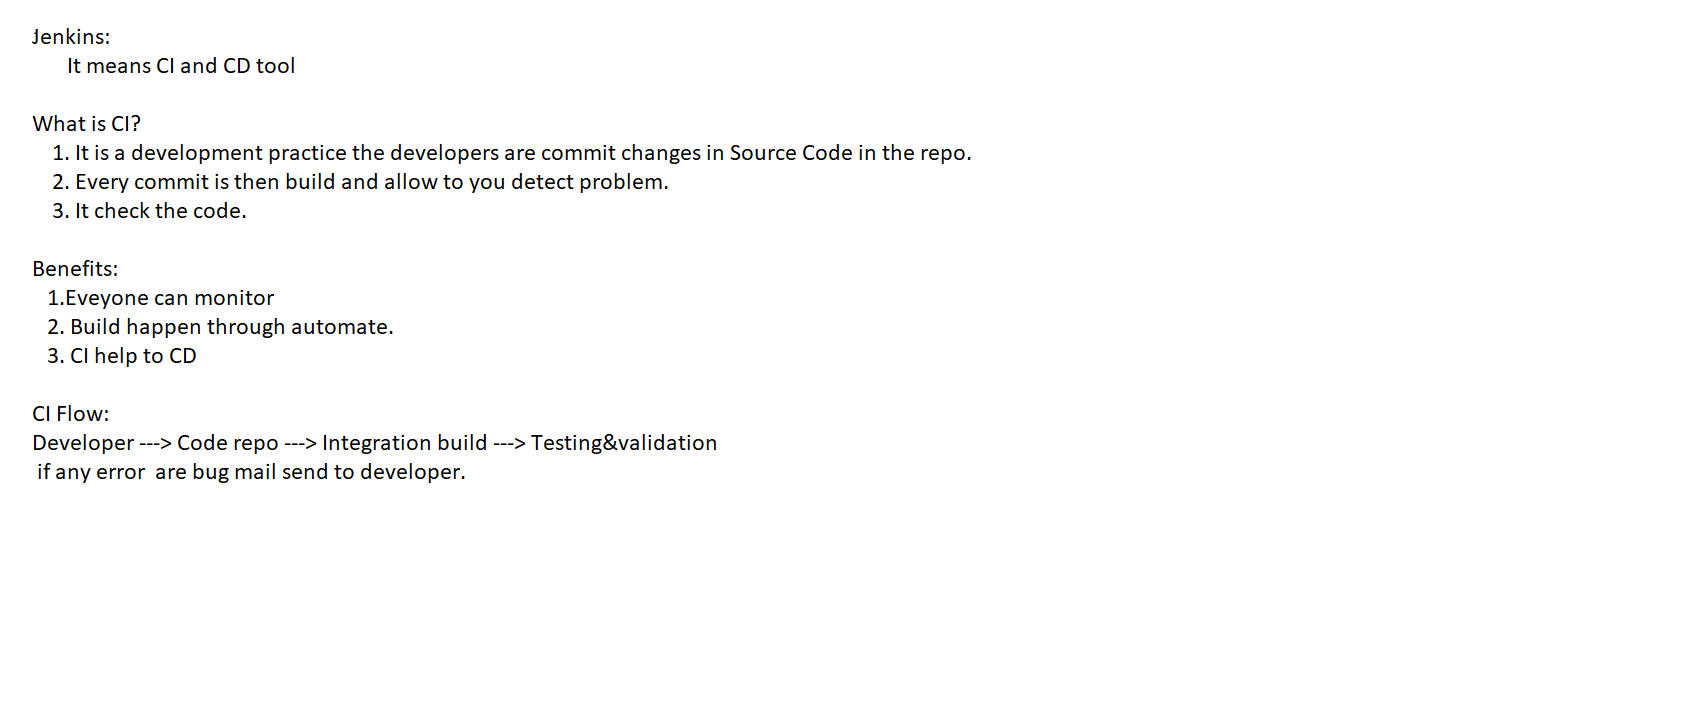 Jenkins:
It means CI and CD tool
What is CI?
1. It is a development practice the developers are commit changes in Source Code in the repo.
2. Every commit is then build and allow to you detect problem.
3. It check the code.
Benefits:
1.Eveyone can monitor
2. Build happen through automate.
3. CI help to CD
CI Flow:
Developer ---> Code repo ---> Integration build ---> Testing&validation
if any error  are bug mail send to developer.